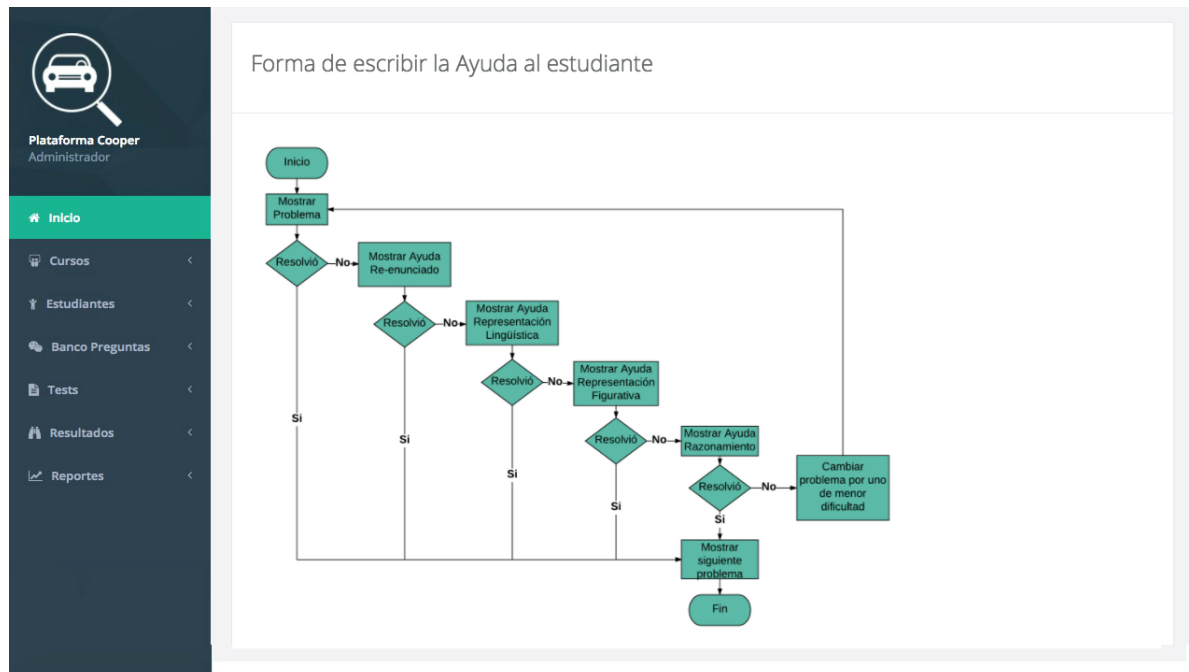 Plataforma Cooper
Administrador
Inicio
Cursos
Estudiantes
Banco Preguntas
Tests
Resultados
Reportes
Forma de escribir la Ayuda al estudiante
Inicio
Mostrar
Problema
Resolvió
No
Mostrar Ayuda
Re-enunciado
Resolvió
No
Mostrar Ayuda
Representación
Lingüística
Resolvió
No
Mostrar Ayuda
Representación
Figurativa
Resolvió
No
Mostrar Ayuda
Razonamiento
Resolvió
No
Cambiar
problema por uno
de menor
dificultad
Si
Si
Si
Si
Si
Mostrar
siguiente
problema
Fin